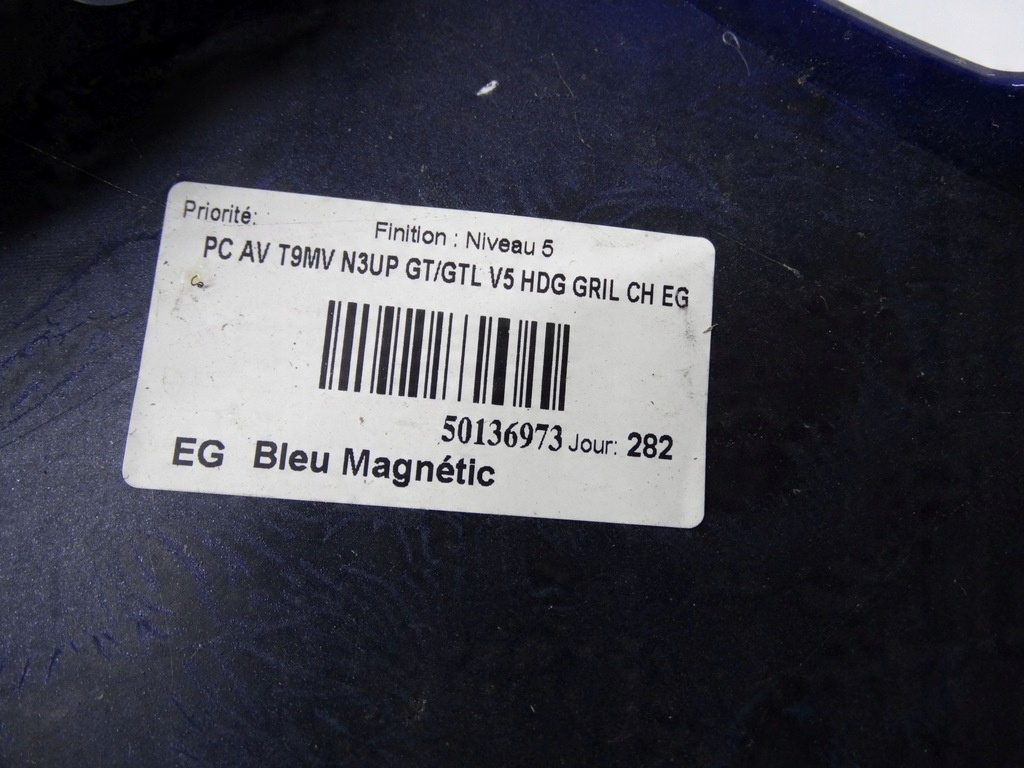 Priorité:
Finition : Niveau 5
PC AV T9MV N3UP GT/GTL V5 HDG GRIL CH EG
50136973 Jour: 282
EG Bleu Magnétic